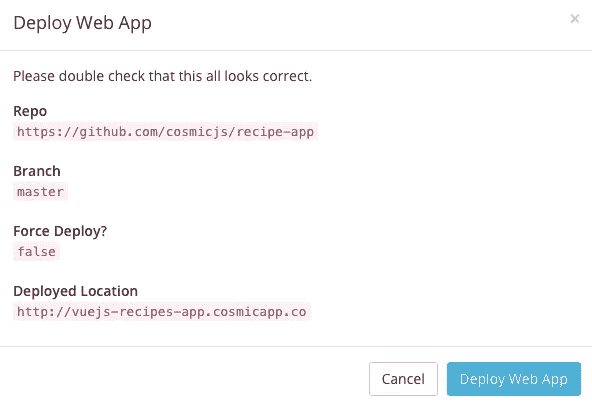 Deploy Web App
×
Please double check that this all looks correct.
Repo
https://github.com/cosmicjs/recipe-app
Branch
master
Force Deploy?
false
Deployed Location
http://vuejs-recipes-app.cosmicapp.co
Cancel
Deploy Web App